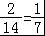 2/14 = 1/7